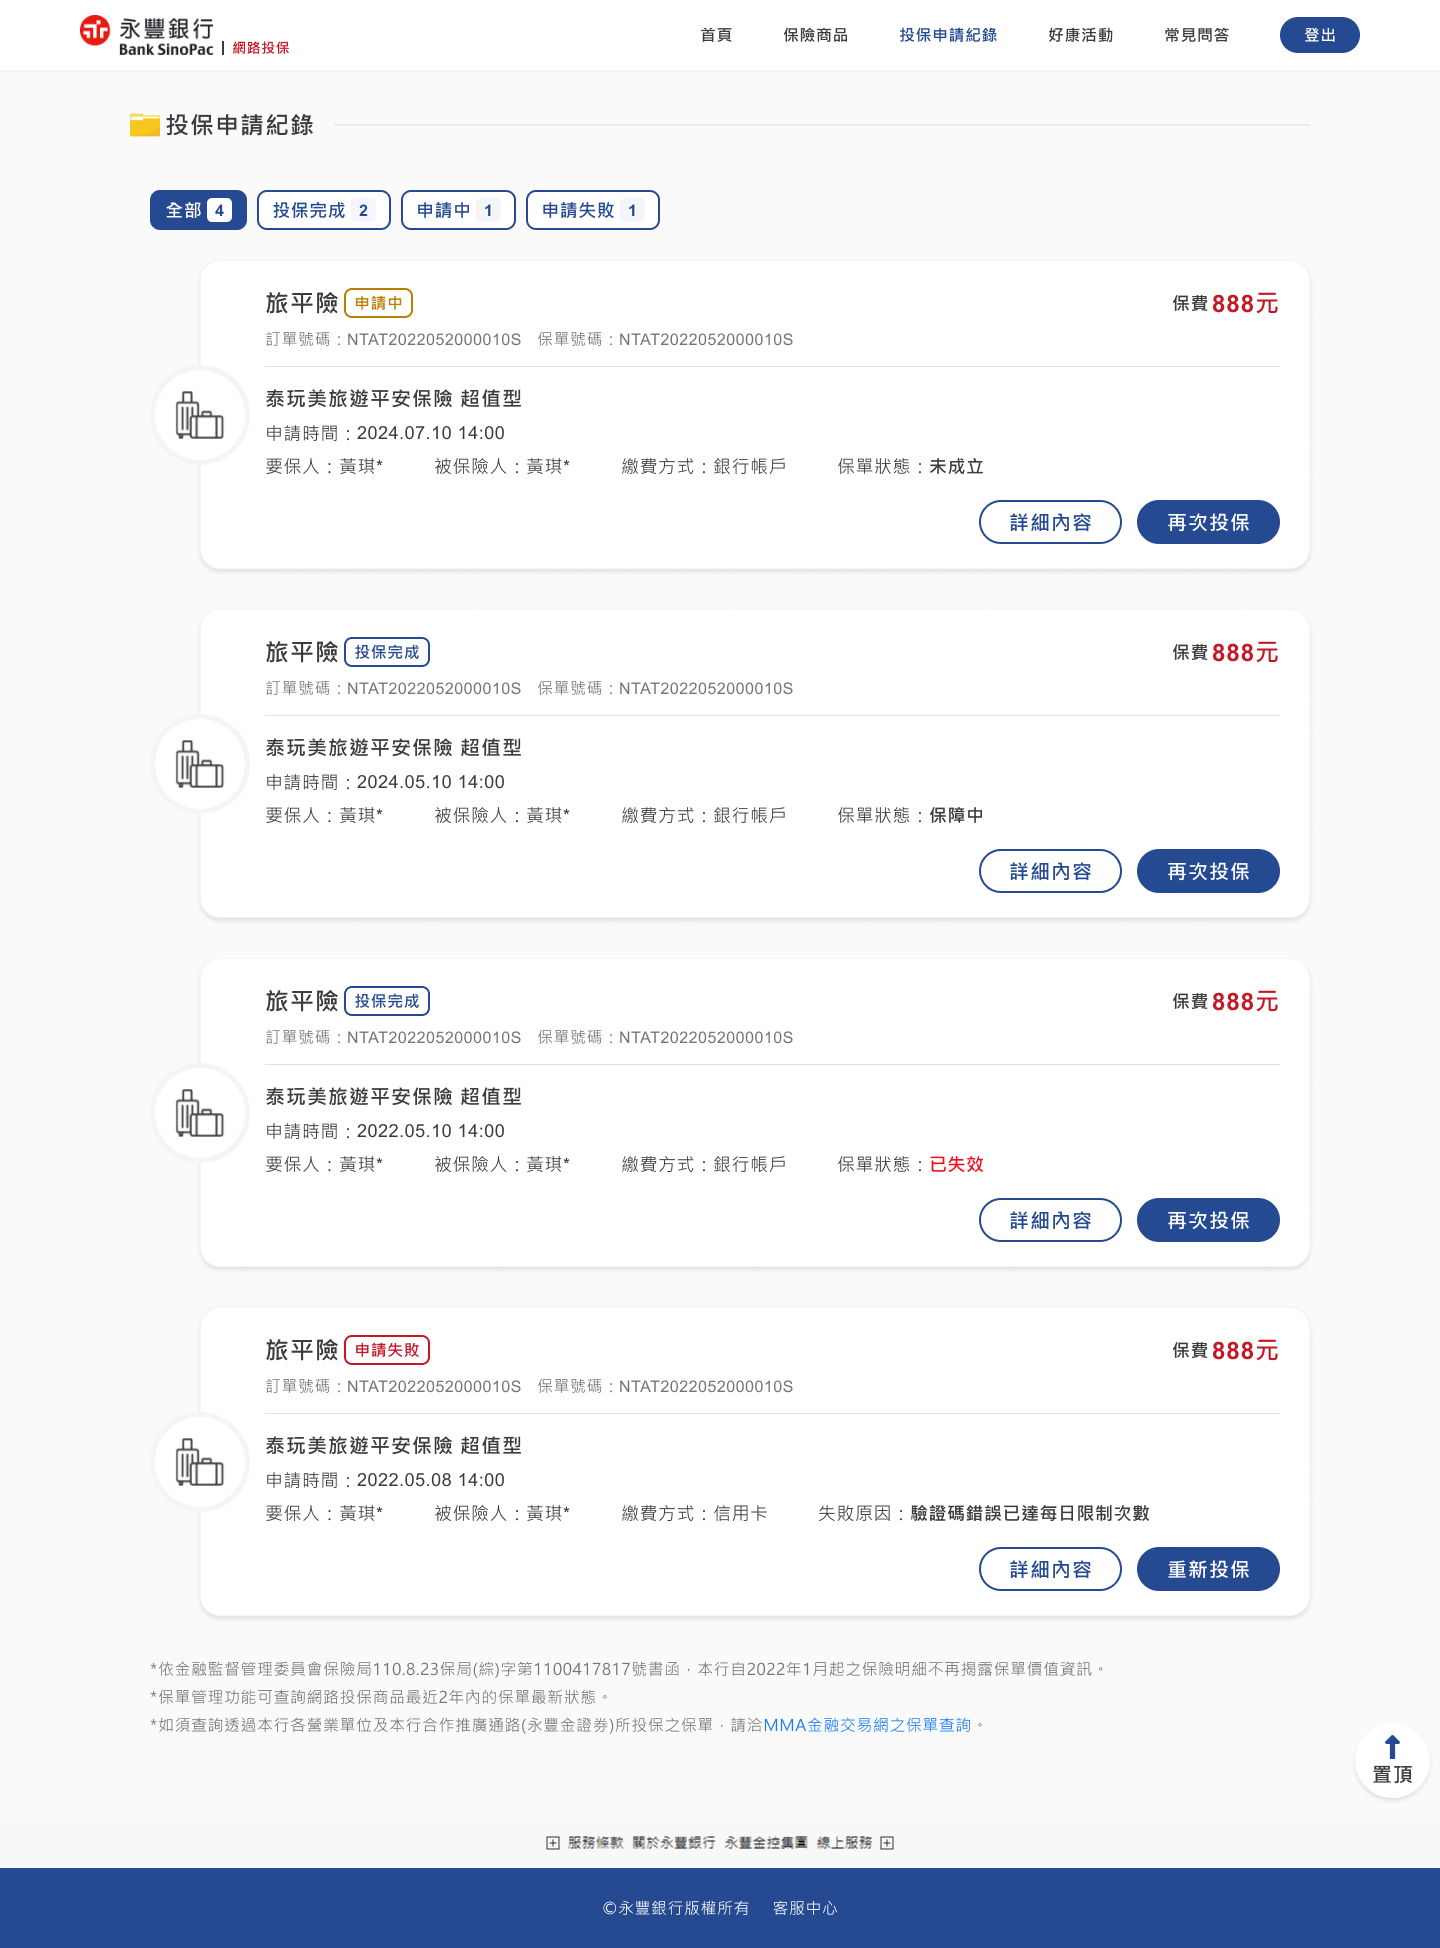 永豐銀行
Bank SinoPac | 網路投保
首頁 保險商品 投保申請紀錄 好康活動 常見問答 登出
投保申請紀錄
全部 4 投保完成 2 申請中 1 申請失敗 1
旅平險 申請中 保費 888元
訂單號碼：NTAT2022052000010S 保單號碼：NTAT2022052000010S
泰玩美旅遊平安保險 超值型
申請時間：2024.07.10 14:00
要保人：黃琪* 被保險人：黃琪* 繳費方式：銀行帳戶 保單狀態：未成立
詳細內容 再次投保
旅平險 投保完成 保費 888元
訂單號碼：NTAT2022052000010S 保單號碼：NTAT2022052000010S
泰玩美旅遊平安保險 超值型
申請時間：2024.05.10 14:00
要保人：黃琪* 被保險人：黃琪* 繳費方式：銀行帳戶 保單狀態：保障中
詳細內容 再次投保
旅平險 投保完成 保費 888元
訂單號碼：NTAT2022052000010S 保單號碼：NTAT2022052000010S
泰玩美旅遊平安保險 超值型
申請時間：2022.05.10 14:00
要保人：黃琪* 被保險人：黃琪* 繳費方式：銀行帳戶 保單狀態：已失效
詳細內容 再次投保
旅平險 申請失敗 保費 888元
訂單號碼：NTAT2022052000010S 保單號碼：NTAT2022052000010S
泰玩美旅遊平安保險 超值型
申請時間：2022.05.08 14:00
要保人：黃琪* 被保險人：黃琪* 繳費方式：信用卡 失敗原因：驗證碼錯誤已達每日限制次數
詳細內容 重新投保
*依金融監督管理委員會保險局110.8.23保局(綜)字第1100417817號書函，本行自2022年1月起之保險明細不再揭露保單價值資訊。
*保單管理功能可查詢網路投保商品最近2年內的保單最新狀態。
*如須查詢透過本行各營業單位及本行合作推廣通路(永豐金證券)所投保之保單，請洽MMA金融交易網之保單查詢。
置頂
服務條款 關於永豐銀行 永豐金控集團 線上服務
©永豐銀行版權所有 客服中心